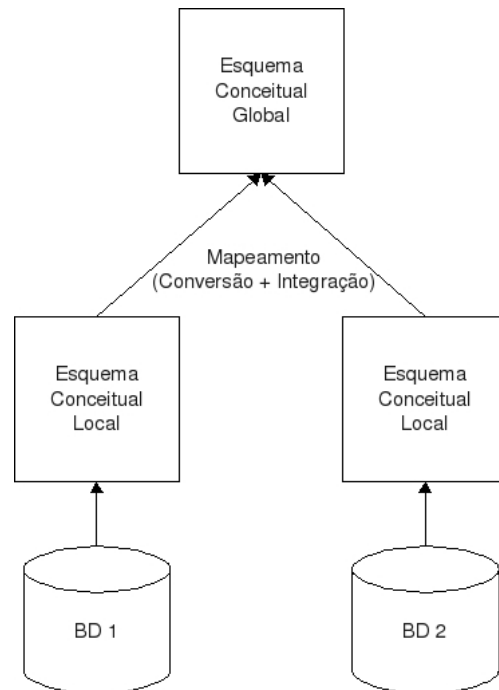 Esquema
Conceitual
Global
Mapeamento
(Conversão + Integração)
Esquema
Conceitual
Local
Esquema
Conceitual
Local
BD 1
BD 2